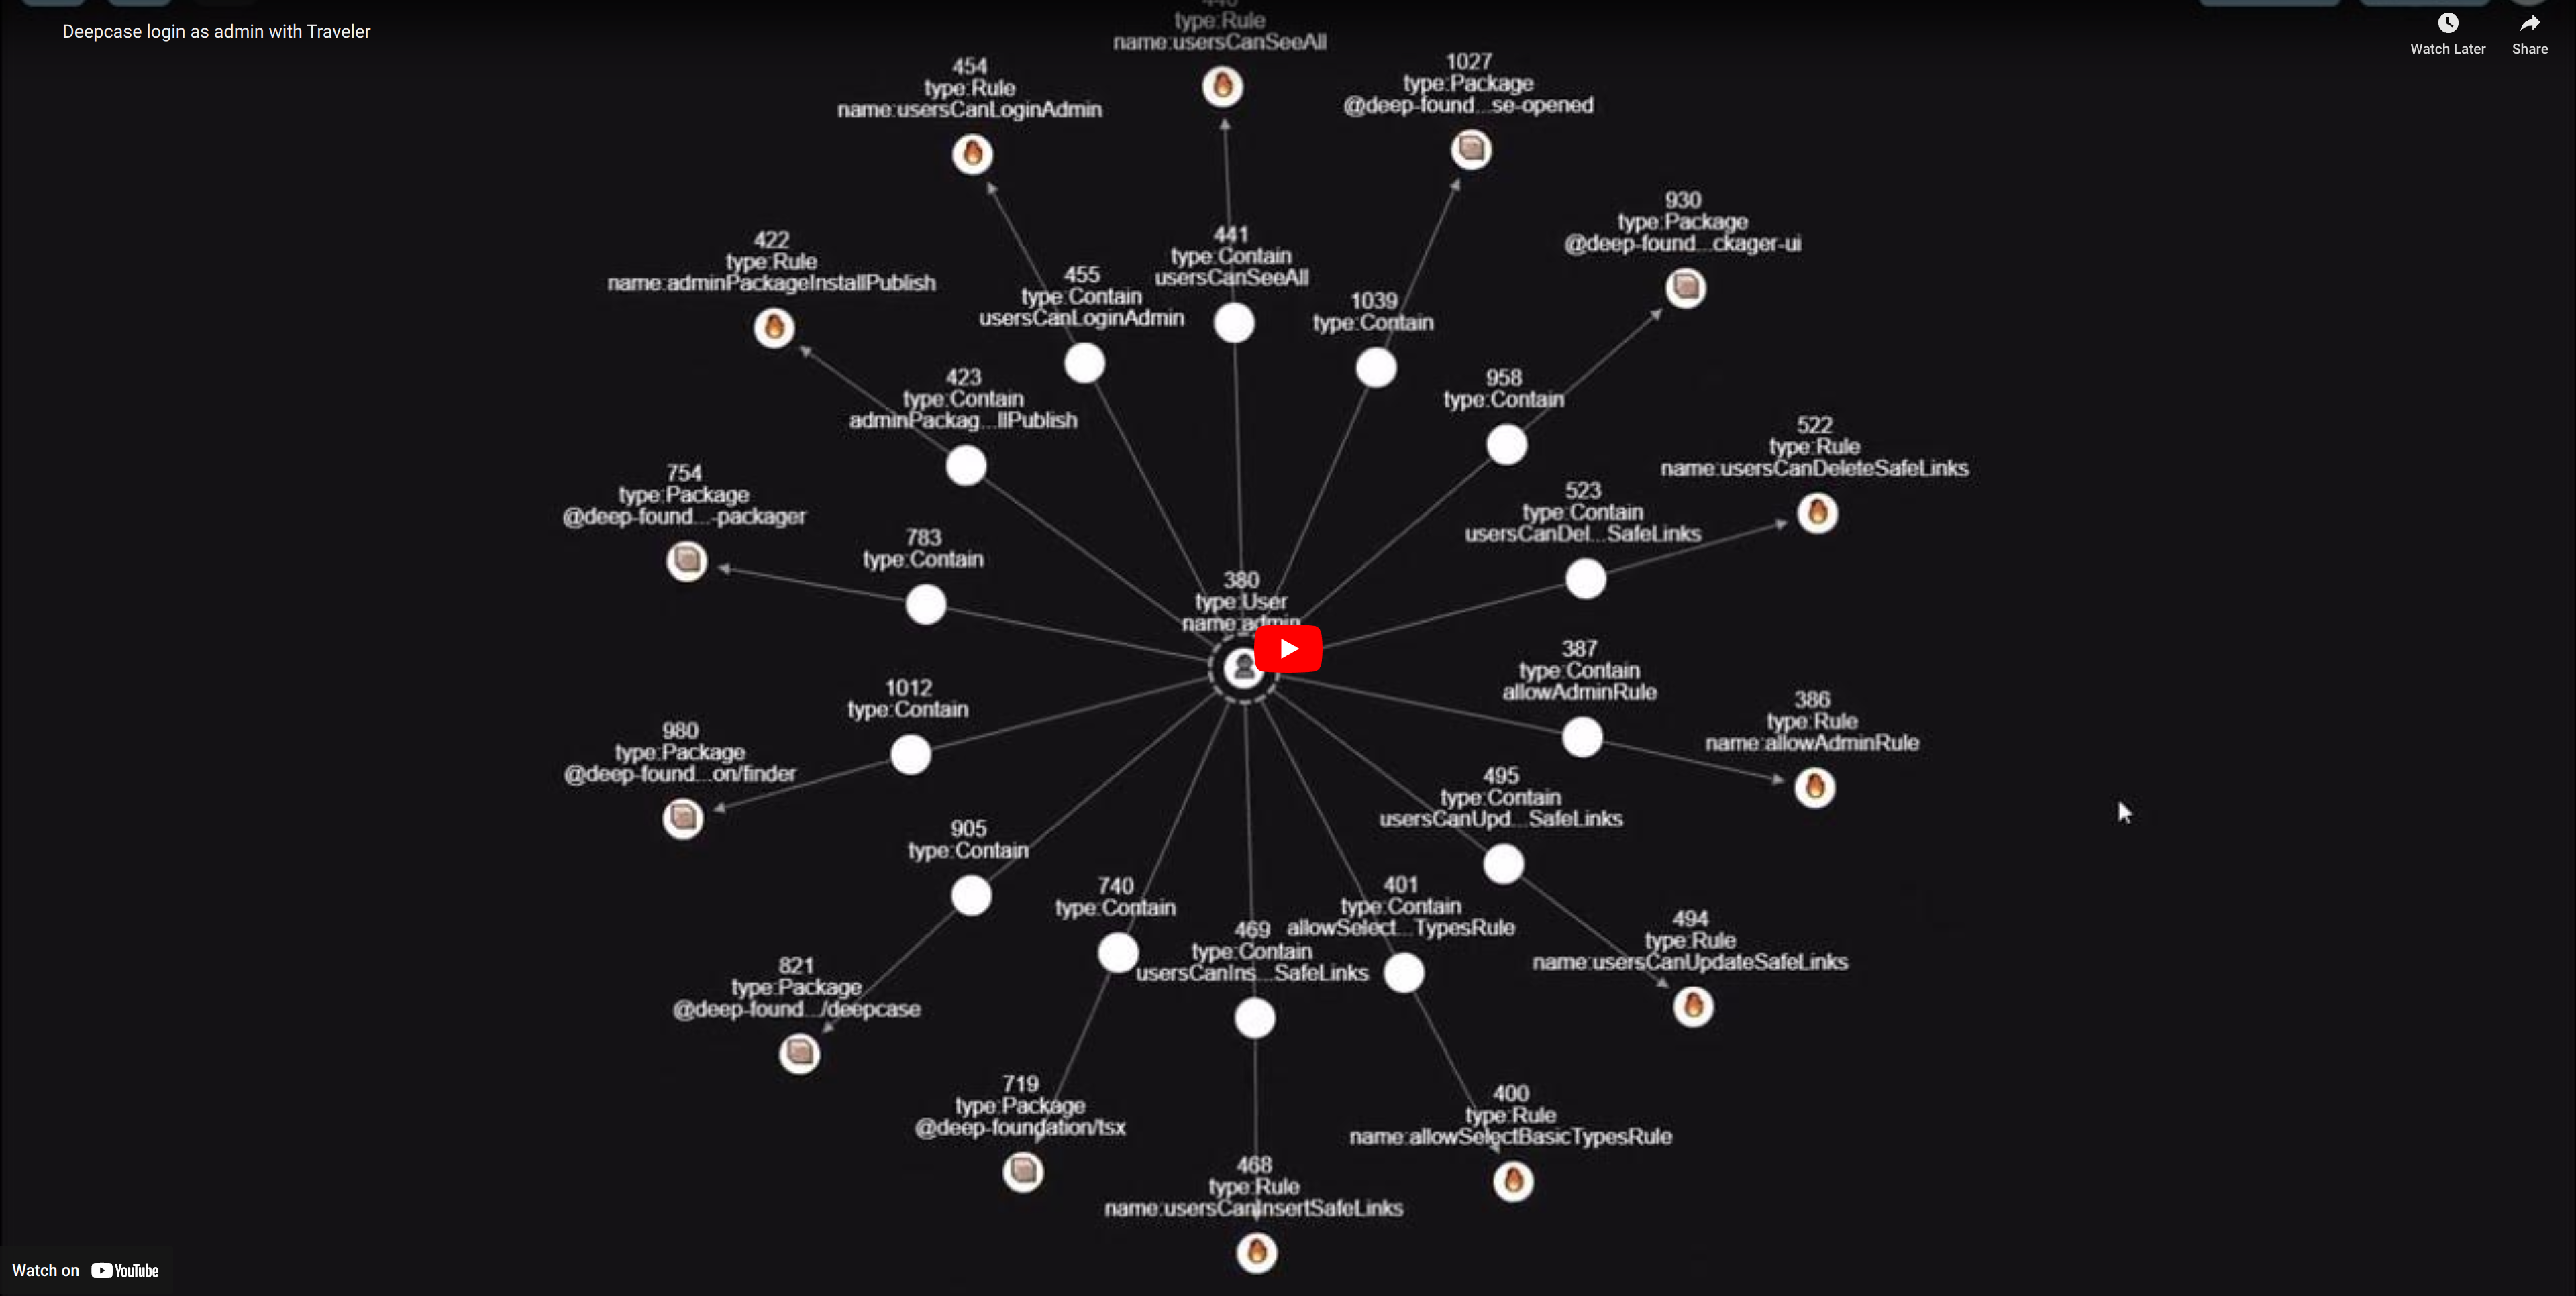 Deepcase login as admin with Traveler
Watch Later
Share
type:Rule
name:usersCanSeeAll
454
type:Rule
name:usersCanLoginAdmin
1027
type:Package
@deep-found...se-opened
930
type:Package
@deep-found...ckager-ui
422
type:Rule
name:adminPackageInstallPublish
441
type:Contain
usersCanSeeAll
455
type:Contain
usersCanLoginAdmin
1039
type:Contain
423
type:Contain
adminPackag...llPublish
958
type:Contain
522
type:Rule
name:usersCanDeleteSafeLinks
754
type:Package
@deep-found...-packager
523
type:Contain
usersCanDel...SafeLinks
783
type:Contain
380
type:User
name:admin
387
type:Contain
allowAdminRule
1012
type:Contain
386
type:Rule
name:allowAdminRule
980
type:Package
@deep-found...on/finder
495
type:Contain
usersCanUpd...SafeLinks
905
type:Contain
740
type:Contain
401
type:Contain
allowSelect...TypesRule
469
type:Contain
usersCanIns...SafeLinks
494
type:Rule
name:usersCanUpdateSafeLinks
821
type:Package
@deep-found.../deepcase
719
type:Package
@deep-foundation/tsx
400
type:Rule
name:allowSelectBasicTypesRule
468
type:Rule
name:usersCanInsertSafeLinks
Watch on YouTube